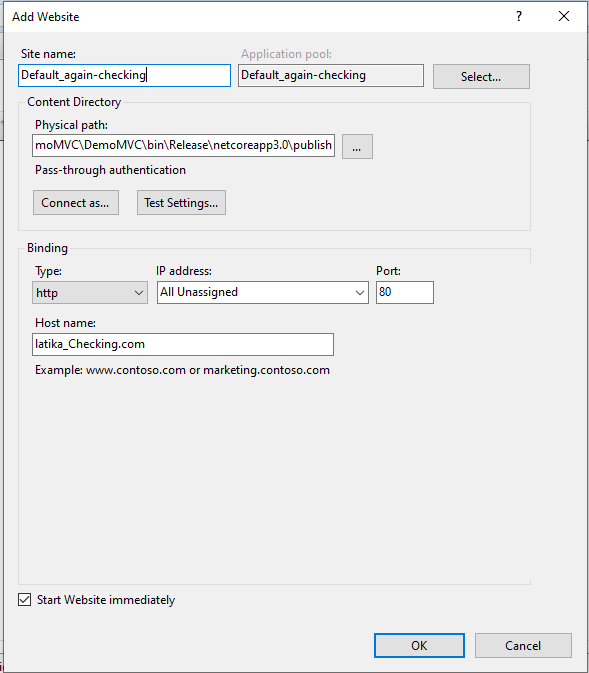 Add Website
?
Site name:
Application pool:
Default_again-checking
Default_again-checking
Select...
Content Directory
Physical path:
moMVC\DemoMVC\bin\Release\netcoreapp3.0\publish
...
Pass-through authentication
Connect as...
Test Settings...
Binding
Type:
IP address:
Port:
http
All Unassigned
80
Host name:
latika_Checking.com
Example: www.contoso.com or marketing.contoso.com
Start Website immediately
OK
Cancel